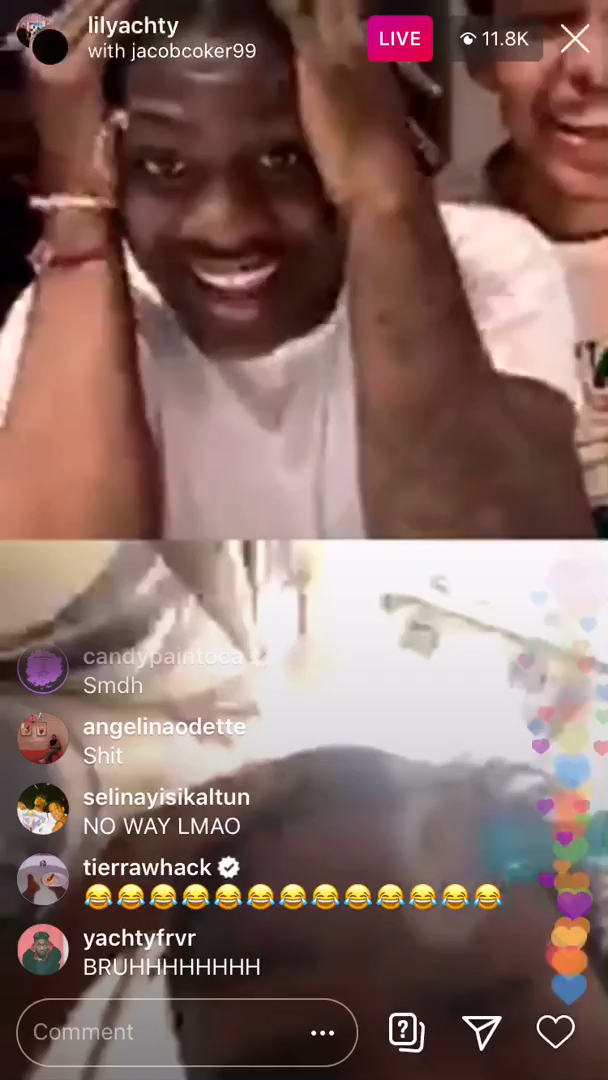 lilyachty
with jacobcoker99
LIVE
11.8K
candypaintoca
Smdh
angelinaodette
Shit
selinayisikaltun
NO WAY LMAO
tierrawhack
😂😂😂😂😂😂😂😂😂😂😂😂😂
yachtyfrvr
BRUHHHHHHHH
Comment